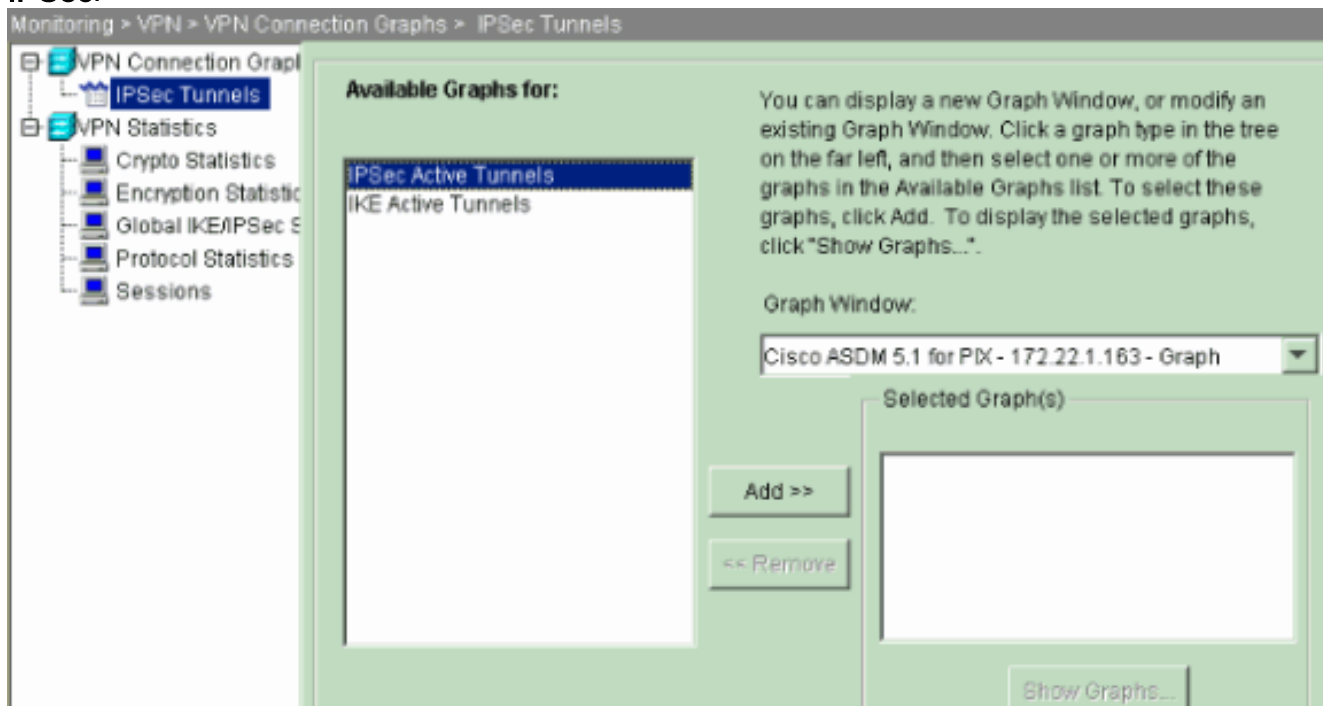 Monitoring > VPN > VPN Connection Graphs > IPSec Tunnels
VPN Connection Grapl
IPSec Tunnels
VPN Statistics
Crypto Statistics
Encryption Statistic
Global IKE/IPSec S
Protocol Statistics
Sessions
Available Graphs for:
IPSec Active Tunnels
IKE Active Tunnels
You can display a new Graph Window, or modify an
existing Graph Window. Click a graph type in the tree
on the far left, and then select one or more of the
graphs in the Available Graphs list. To select these
graphs, click Add. To display the selected graphs,
click "Show Graphs...".
Graph Window:
Cisco ASDM 5.1 for PIX - 172.22.1.163 - Graph
Selected Graph(s)
Add >>
<< Remove
Show Graphs...